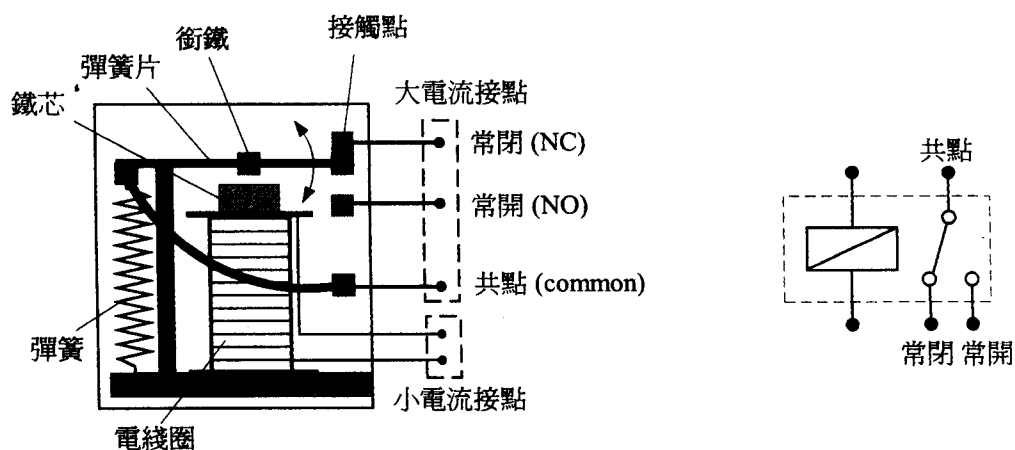 接觸點
銜鐵
彈簧片
鐵芯
大電流接點
常閉 (NC)
常開 (NO)
共點 (common)
彈簧
小電流接點
電綫圈
共點
常閉 常開